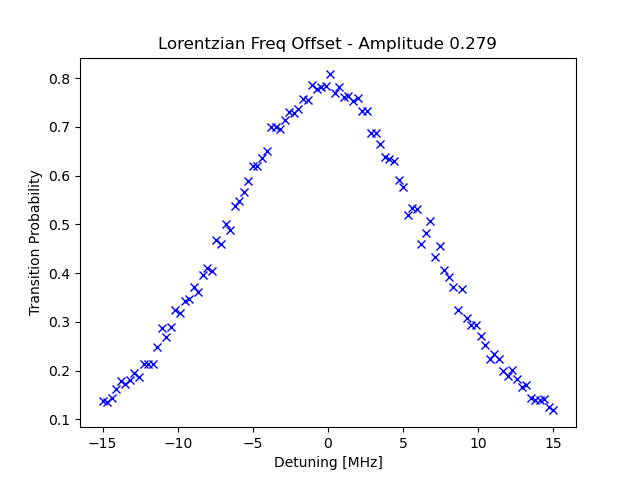 Lorentzian Freq Offset - Amplitude 0.279
0.8
0.7
0.6
0.5
0.4
0.3
0.2
0.1
Transition Probability
−15 −10 −5 0 5 10 15
Detuning [MHz]